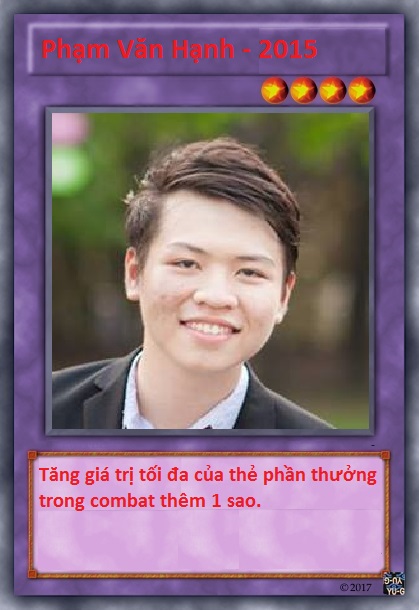 Phạm Văn Hạnh - 2015
Tăng giá trị tối đa của thẻ phần thưởng
trong combat thêm 1 sao.
©2017